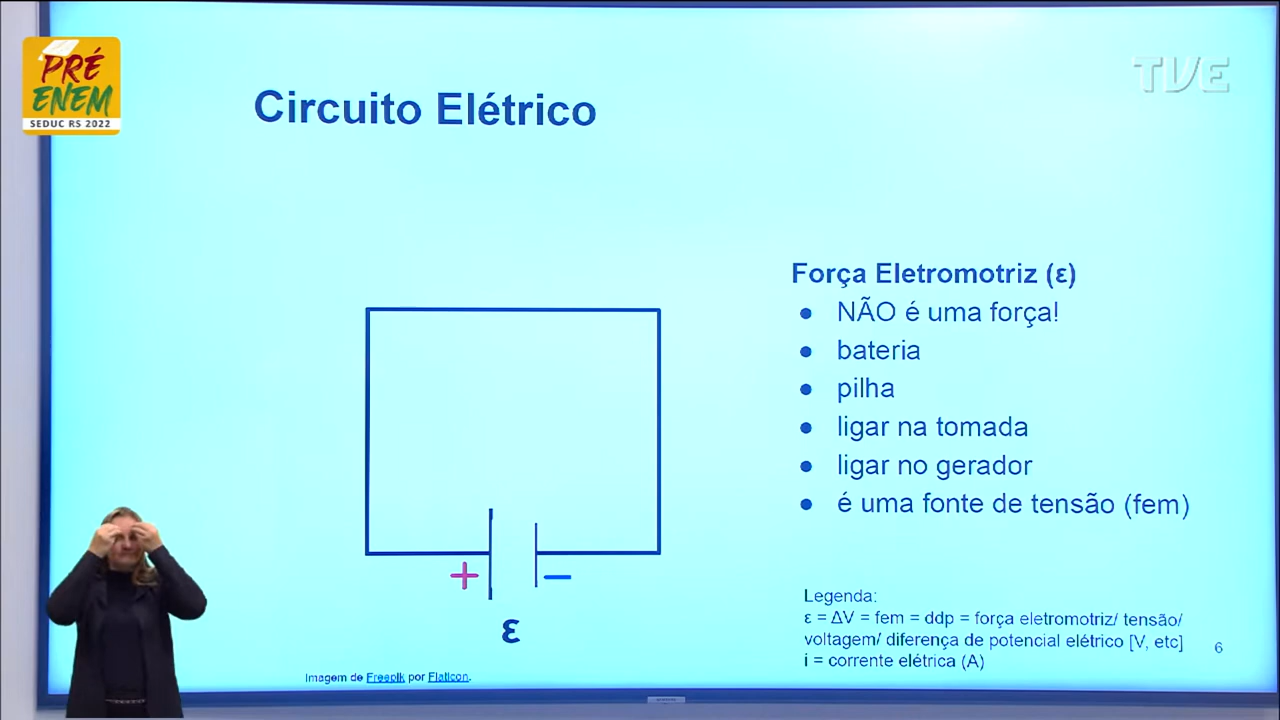 PRÉ
ENEM
SEDUC RS 2022
TVE
Circuito Elétrico
Força Eletromotriz (ε)
● NÃO é uma força!
● bateria
● pilha
● ligar na tomada
● ligar no gerador
● é uma fonte de tensão (fem)
+
−
ε
Legenda:
ε = ΔV = fem = ddp = força eletromotriz/ tensão/
voltagem/ diferença de potencial elétrico [V, etc]
i = corrente elétrica (A)
6
Imagem de Freepik por Flaticon.